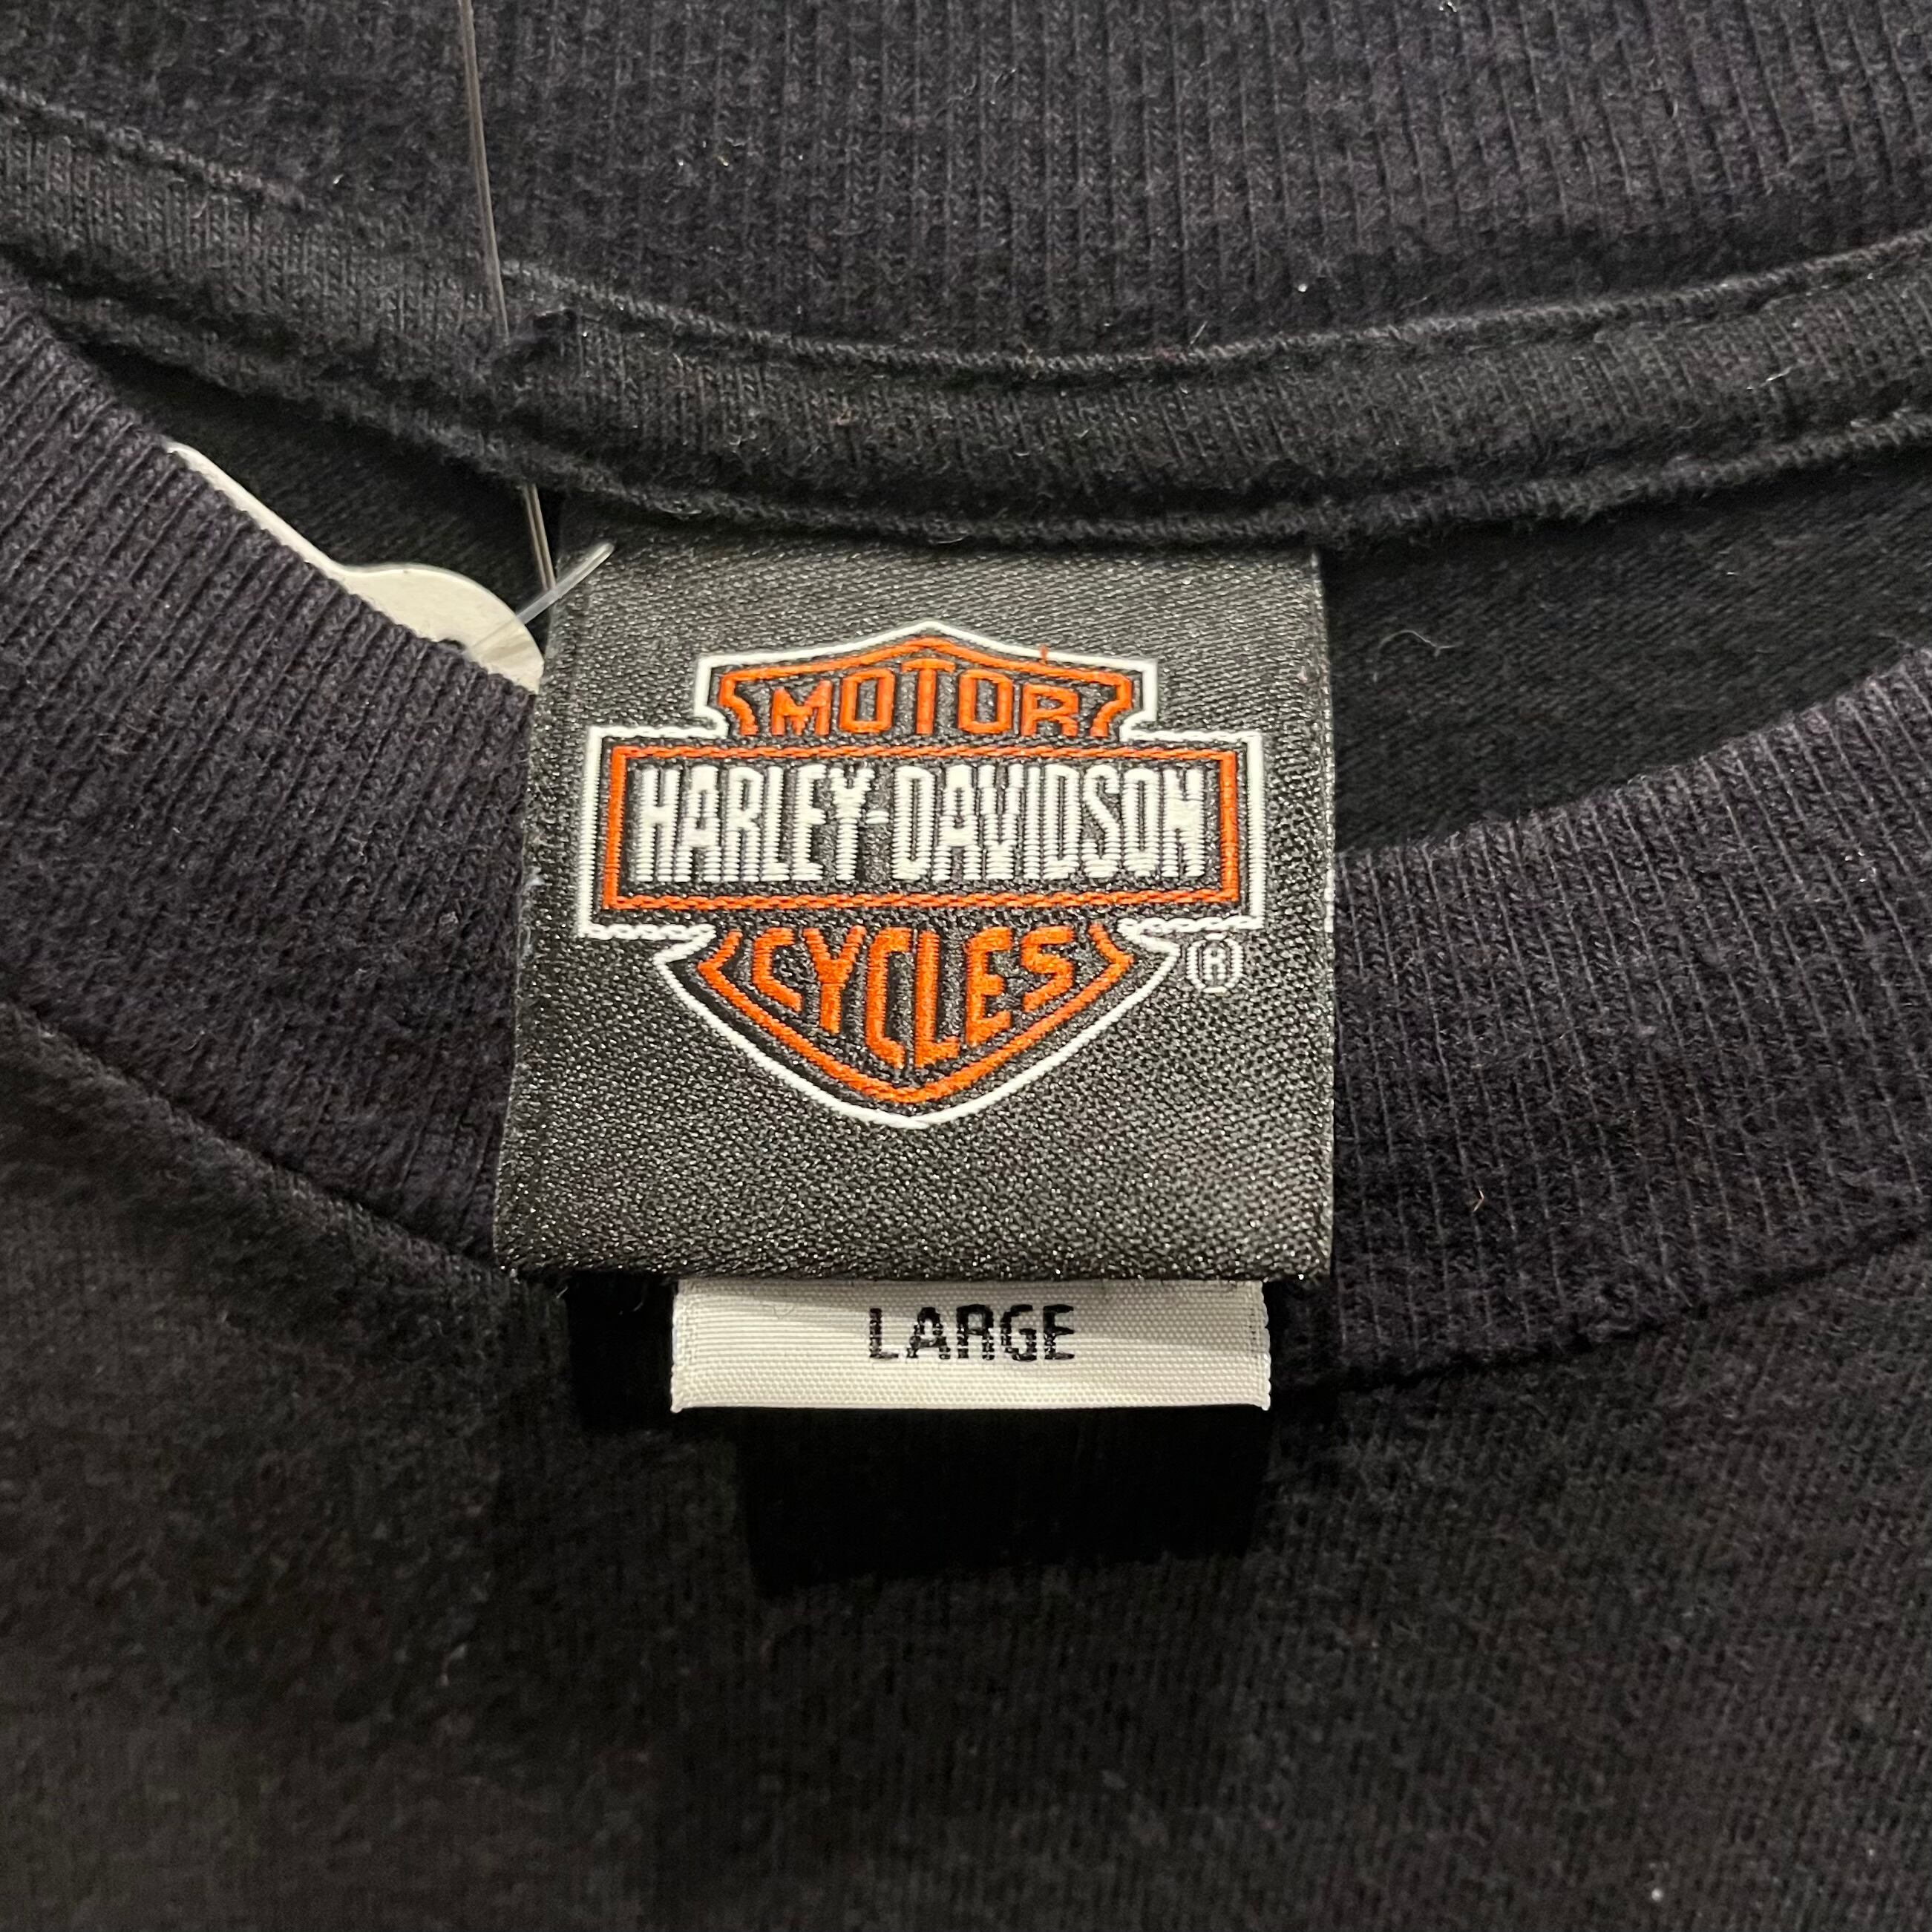 MOTOR
HARLEY-DAVIDSON
CYCLES
®
LARGE